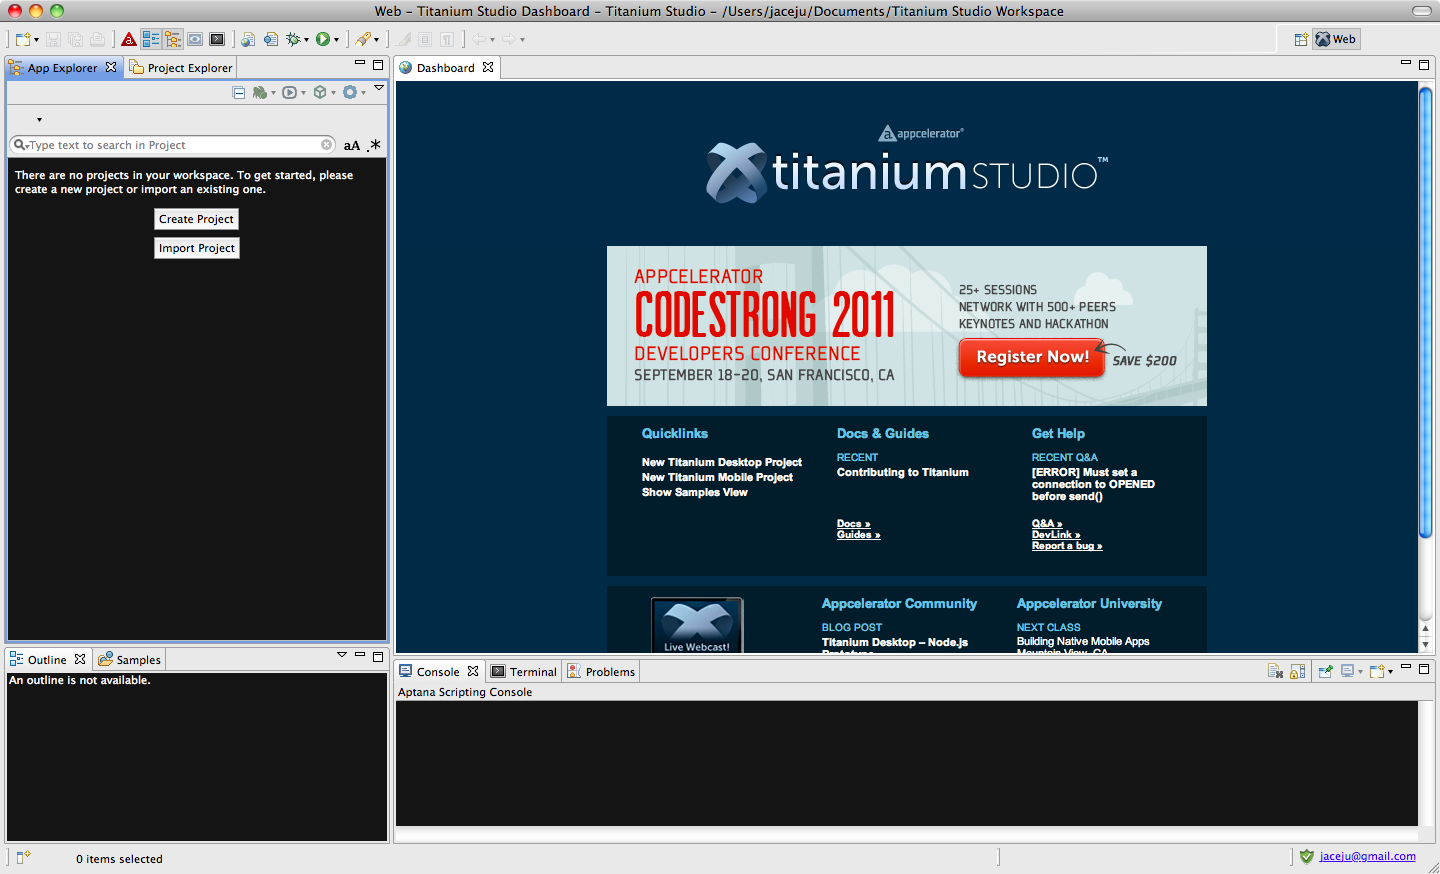 Web – Titanium Studio Dashboard – Titanium Studio – /Users/jaceju/Documents/Titanium Studio Workspace
Web
App Explorer
Project Explorer
Type text to search in Project
aA .*
There are no projects in your workspace. To get started, please
create a new project or import an existing one.
Create Project
Import Project
Outline
Samples
An outline is not available.
Dashboard
appcelerator®
titanium STUDIO™
APPCELERATOR
CODESTRONG 2011
DEVELOPERS CONFERENCE
SEPTEMBER 18-20, SAN FRANCISCO, CA
25+ SESSIONS
NETWORK WITH 500+ PEERS
KEYNOTES AND HACKATHON
Register Now!
SAVE $200
Quicklinks
New Titanium Desktop Project
New Titanium Mobile Project
Show Samples View
Docs & Guides
RECENT
Contributing to Titanium
Docs »
Guides »
Get Help
RECENT Q&A
[ERROR] Must set a
connection to OPENED
before send()
Q&A »
DevLink »
Report a bug »
Live Webcast!
Appcelerator Community
BLOG POST
Titanium Desktop – Node.js
Prototype
Appcelerator University
NEXT CLASS
Building Native Mobile Apps
Mountain View, CA
Console
Terminal
Problems
Aptana Scripting Console
0 items selected
jaceju@gmail.com